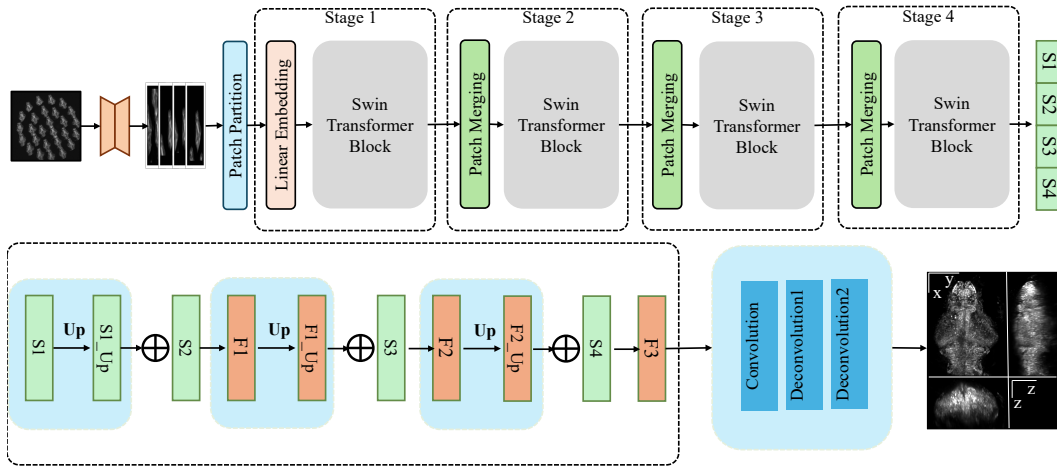 Stage 1
Stage 2
Stage 3
Stage 4
Patch Partition
Linear Embedding
Swin
Transformer
Block
Patch Merging
Swin
Transformer
Block
Patch Merging
Swin
Transformer
Block
Patch Merging
Swin
Transformer
Block
S1
S2
S3
S4
S1
Up
S1_Up
S2
F1
Up
F1_Up
S3
F2
Up
F2_Up
S4
F3
Convolution
Deconvolution1
Deconvolution2
y
x
z
z